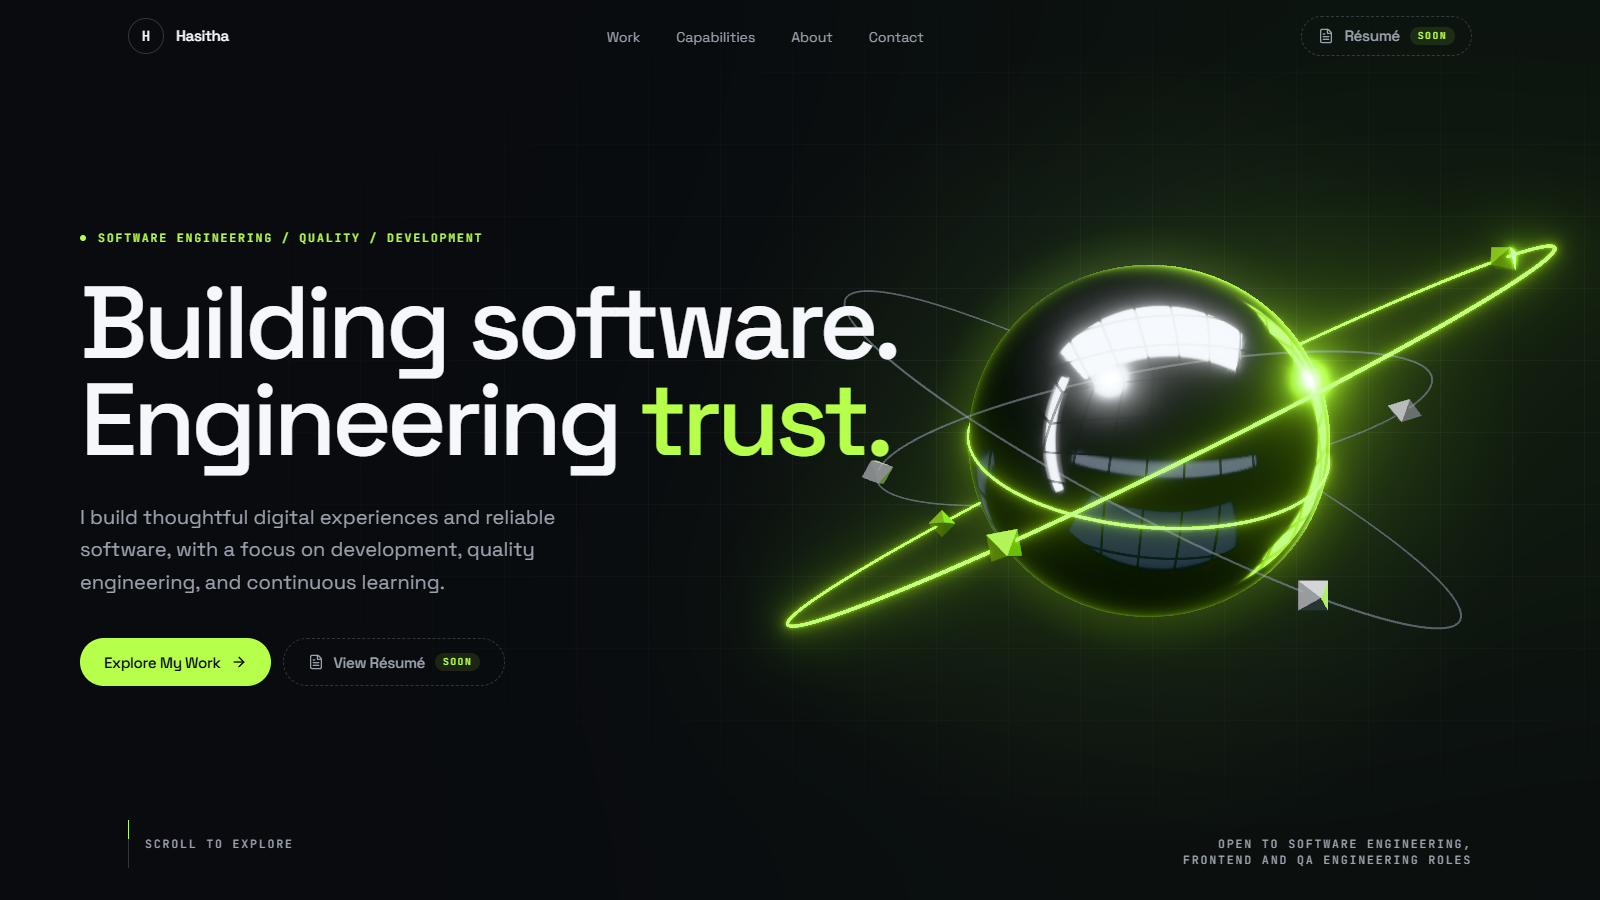 H Hasitha
Work Capabilities About Contact
Résumé SOON
SOFTWARE ENGINEERING / QUALITY / DEVELOPMENT
Building software.
Engineering trust.
I build thoughtful digital experiences and reliable
software, with a focus on development, quality
engineering, and continuous learning.
Explore My Work View Résumé SOON
SCROLL TO EXPLORE
OPEN TO SOFTWARE ENGINEERING,
FRONTEND AND QA ENGINEERING ROLES